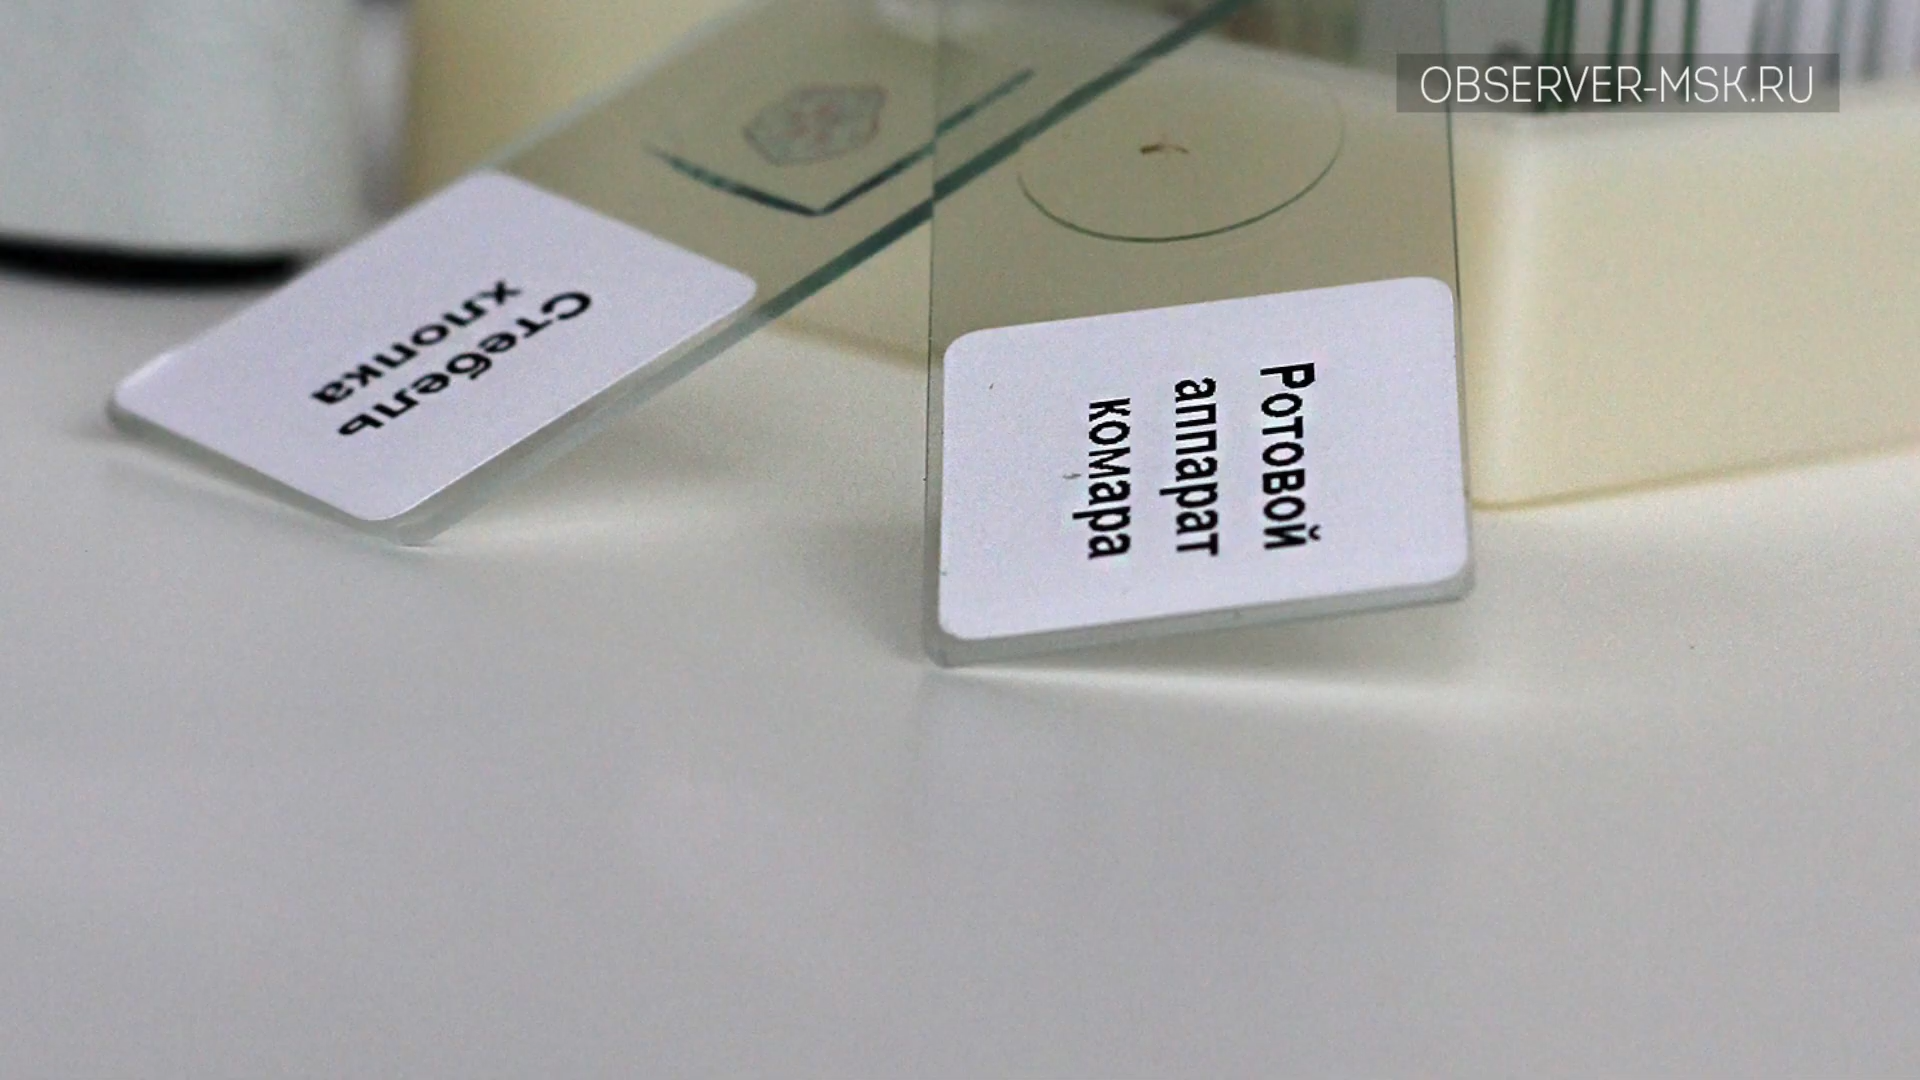 OBSERVER-MSK.RU
Стебель
хлопка
Ротовой
аппарат
комара